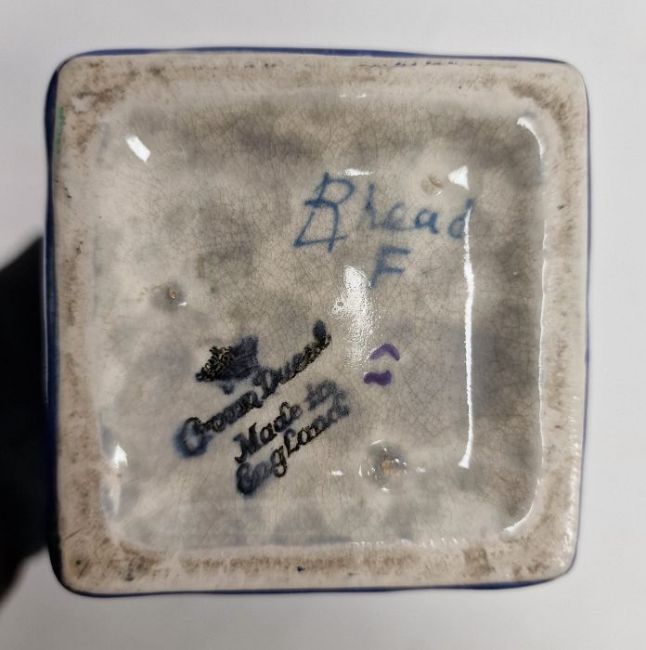 Rhead
F
Crown Ducal
Made in
England